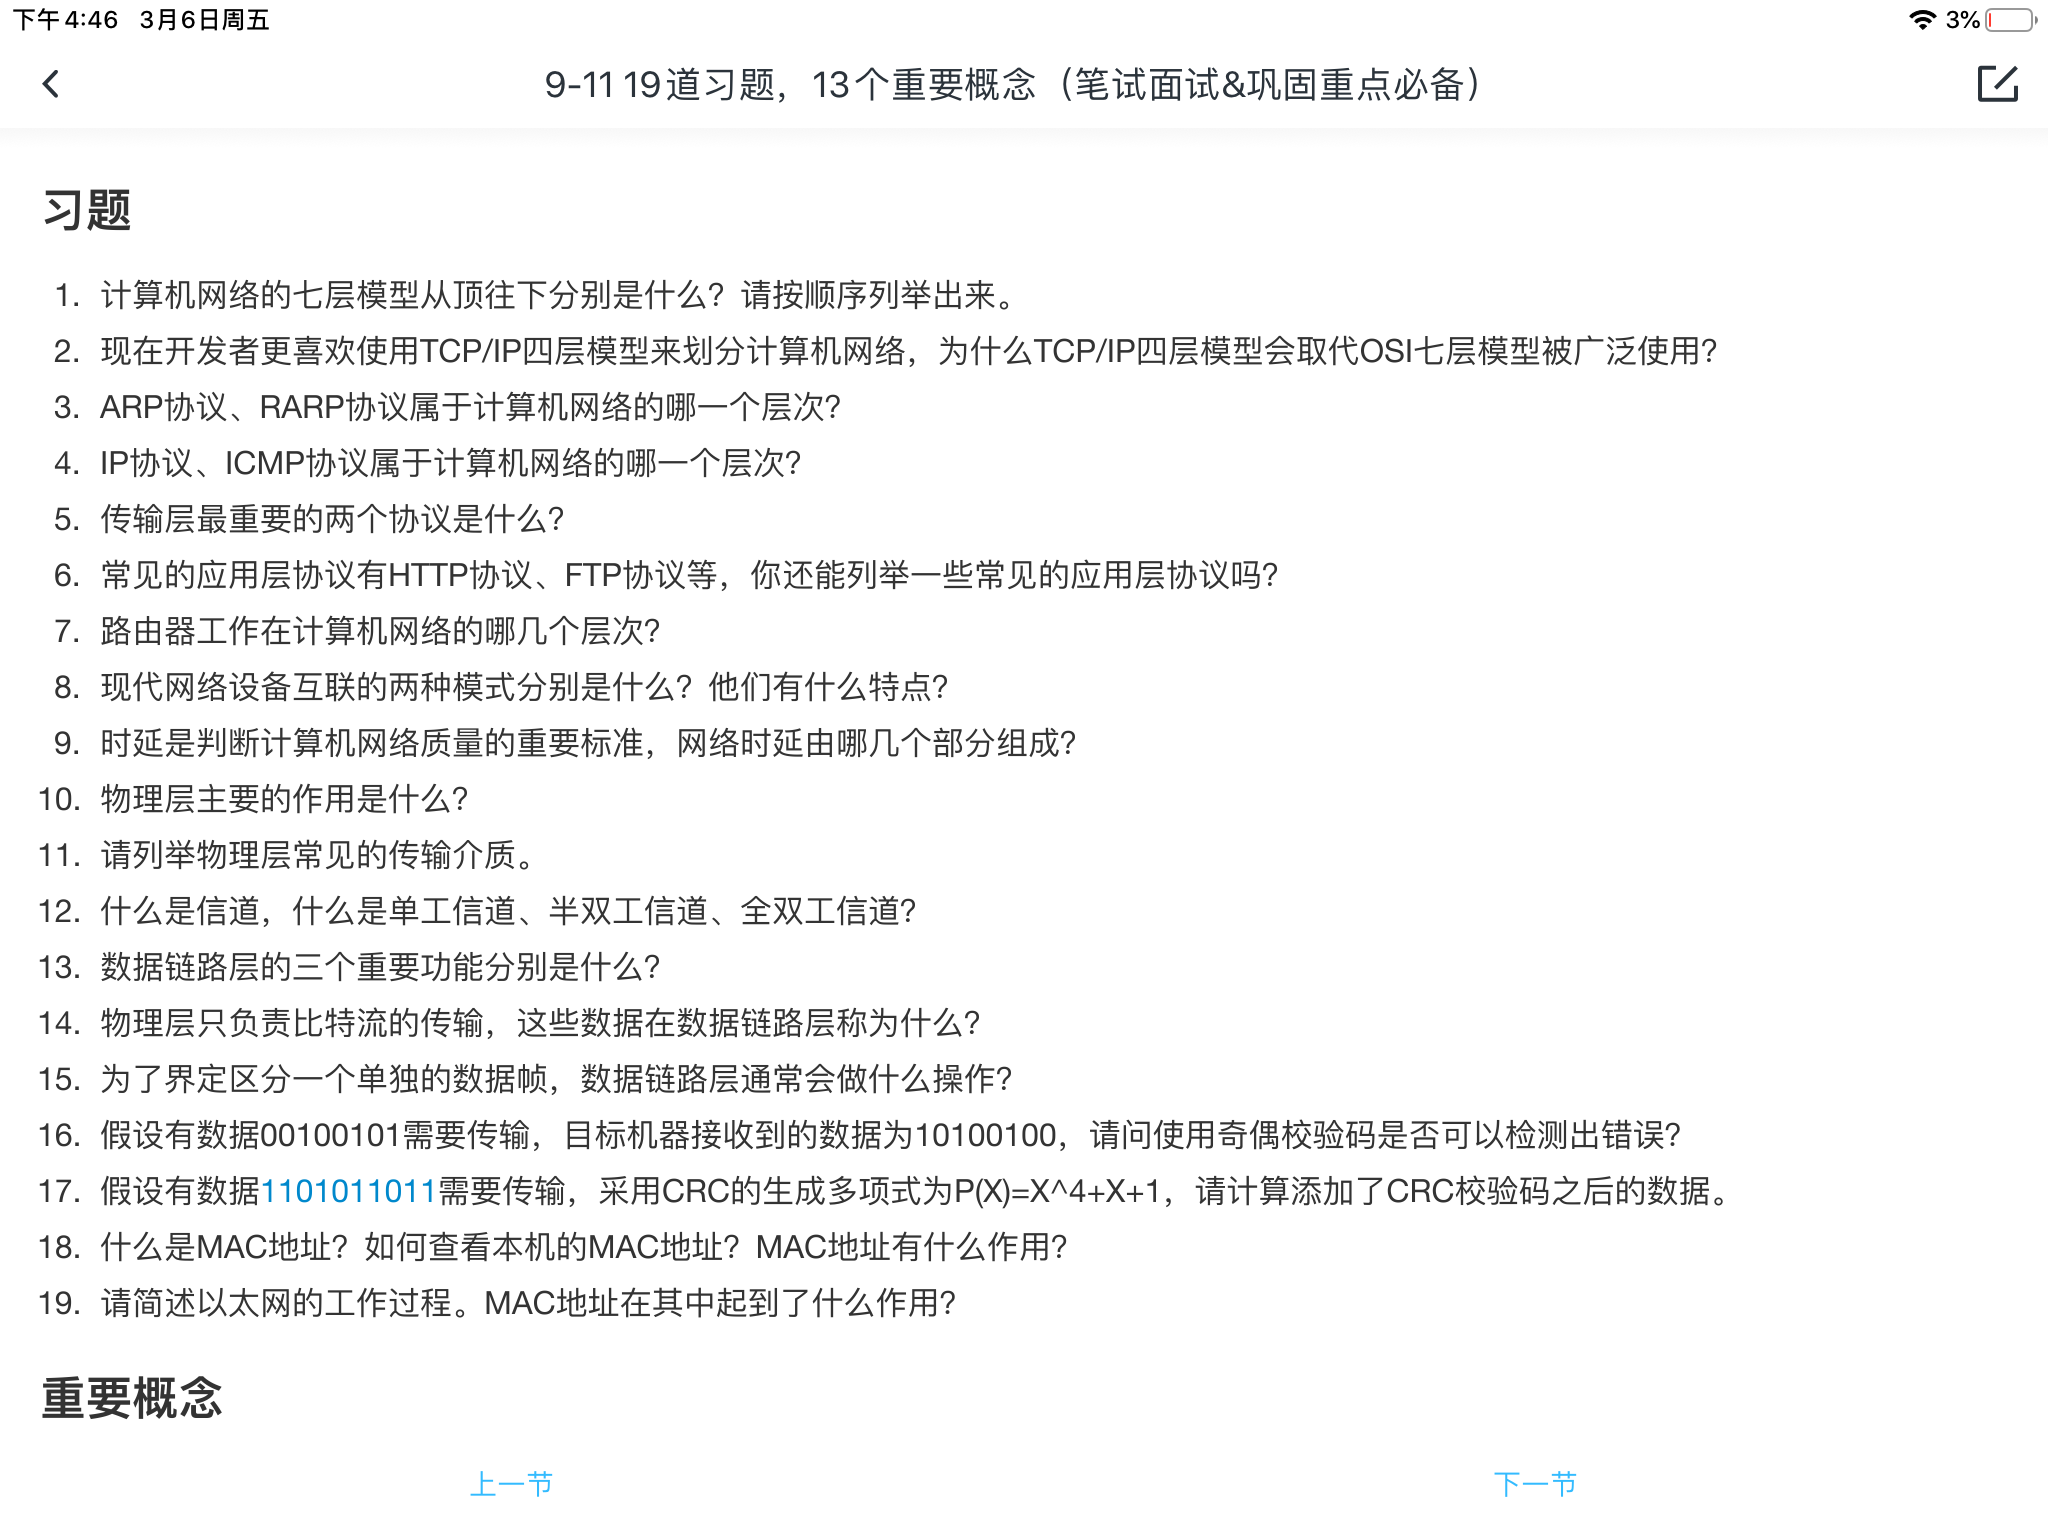 下午4:46 3月6日周五
3%
9-11 19道习题，13个重要概念（笔试面试&巩固重点必备）
习题
1. 计算机网络的七层模型从顶往下分别是什么？请按顺序列举出来。
2. 现在开发者更喜欢使用TCP/IP四层模型来划分计算机网络，为什么TCP/IP四层模型会取代OSI七层模型被广泛使用？
3. ARP协议、RARP协议属于计算机网络的哪一个层次？
4. IP协议、ICMP协议属于计算机网络的哪一个层次？
5. 传输层最重要的两个协议是什么？
6. 常见的应用层协议有HTTP协议、FTP协议等，你还能列举一些常见的应用层协议吗？
7. 路由器工作在计算机网络的哪几个层次？
8. 现代网络设备互联的两种模式分别是什么？他们有什么特点？
9. 时延是判断计算机网络质量的重要标准，网络时延由哪几个部分组成？
10. 物理层主要的作用是什么？
11. 请列举物理层常见的传输介质。
12. 什么是信道，什么是单工信道、半双工信道、全双工信道？
13. 数据链路层的三个重要功能分别是什么？
14. 物理层只负责比特流的传输，这些数据在数据链路层称为什么？
15. 为了界定区分一个单独的数据帧，数据链路层通常会做什么操作？
16. 假设有数据00100101需要传输，目标机器接收到的数据为10100100，请问使用奇偶校验码是否可以检测出错误？
17. 假设有数据1101011011需要传输，采用CRC的生成多项式为P(X)=X^4+X+1，请计算添加了CRC校验码之后的数据。
18. 什么是MAC地址？如何查看本机的MAC地址？MAC地址有什么作用？
19. 请简述以太网的工作过程。MAC地址在其中起到了什么作用？
重要概念
上一节 下一节